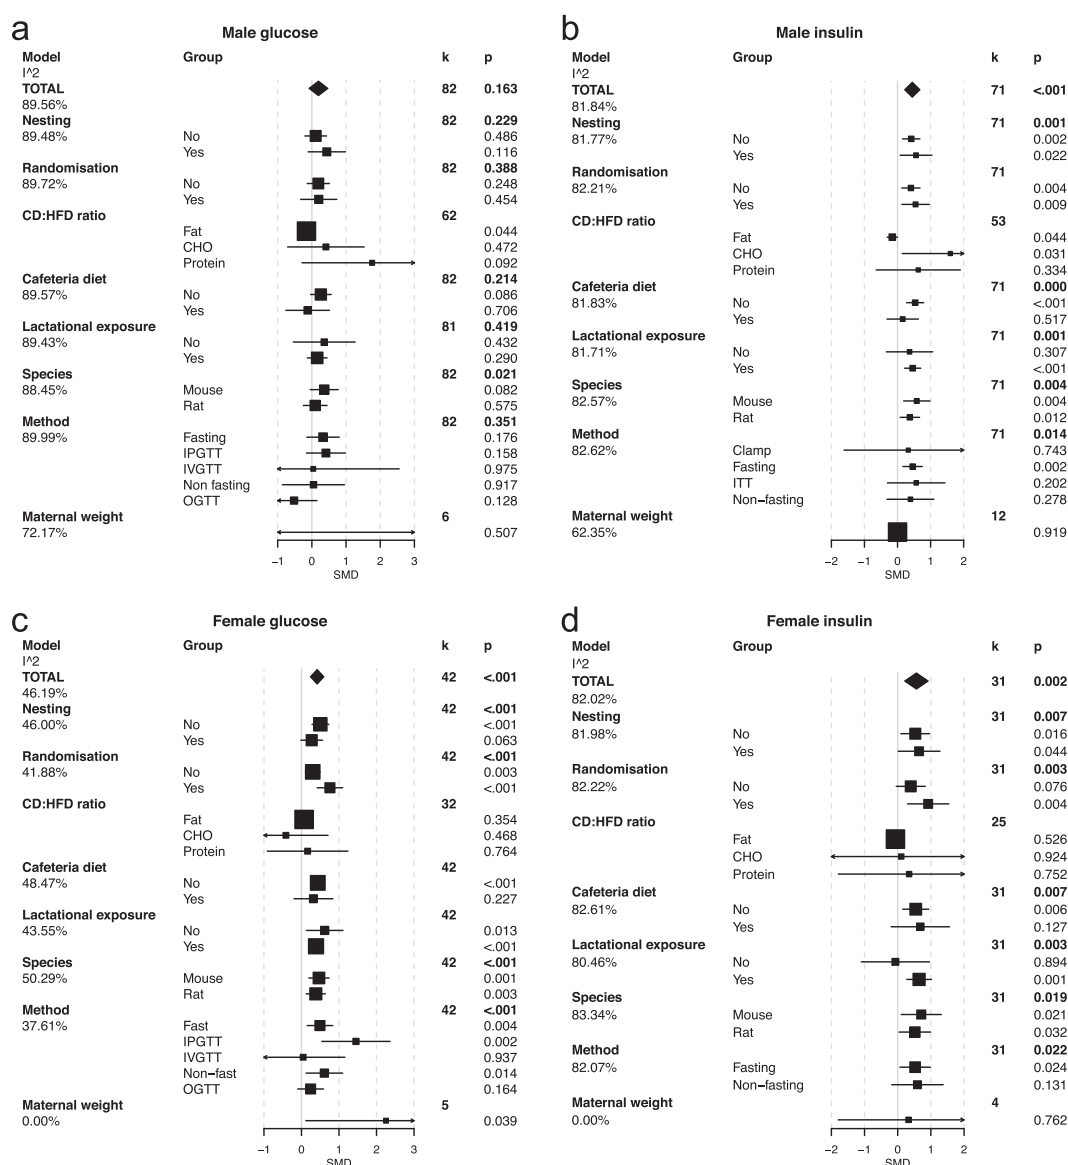 a
Male glucose
Model Group k p
I^2
TOTAL 82 0.163
89.56%
Nesting 82 0.229
89.48% No 0.486
Yes 0.116
Randomisation 82 0.388
89.72% No 0.248
Yes 0.454
CD:HFD ratio 62
Fat 0.044
CHO 0.472
Protein 0.092
Cafeteria diet 82 0.214
89.57% No 0.086
Yes 0.706
Lactational exposure 81 0.419
89.43% No 0.432
Yes 0.290
Species 82 0.021
88.45% Mouse 0.082
Rat 0.575
Method 82 0.351
89.99% Fasting 0.176
IPGTT 0.158
IVGTT 0.975
Non fasting 0.917
OGTT 0.128
Maternal weight 6
72.17% 0.507
−1 0 1 2 3
SMD
b
Male insulin
Model Group k p
I^2
TOTAL 71 <.001
81.84%
Nesting 71 0.001
81.77% No 0.002
Yes 0.022
Randomisation 71
82.21% No 0.004
Yes 0.009
CD:HFD ratio 53
Fat 0.044
CHO 0.031
Protein 0.334
Cafeteria diet 71 0.000
81.83% No <.001
Yes 0.517
Lactational exposure 71 0.001
81.71% No 0.307
Yes <.001
Species 71 0.004
82.57% Mouse 0.004
Rat 0.012
Method 71 0.014
82.62% Clamp 0.743
Fasting 0.002
ITT 0.202
Non−fasting 0.278
Maternal weight 12
62.35% 0.919
−2 −1 0 1 2
SMD
c
Female glucose
Model Group k p
I^2
TOTAL 42 <.001
46.19%
Nesting 42 <.001
46.00% No <.001
Yes 0.063
Randomisation 42 <.001
41.88% No 0.003
Yes <.001
CD:HFD ratio 32
Fat 0.354
CHO 0.468
Protein 0.764
Cafeteria diet 42
48.47% No <.001
Yes 0.227
Lactational exposure 42
43.55% No 0.013
Yes <.001
Species 42 <.001
50.29% Mouse 0.001
Rat 0.003
Method 42 <.001
37.61% Fast 0.004
IPGTT 0.002
IVGTT 0.937
Non−fast 0.014
OGTT 0.164
Maternal weight 5
0.00% 0.039
−1 0 1 2 3
SMD
d
Female insulin
Model Group k p
I^2
TOTAL 31 0.002
82.02%
Nesting 31 0.007
81.98% No 0.016
Yes 0.044
Randomisation 31 0.003
82.22% No 0.076
Yes 0.004
CD:HFD ratio 25
Fat 0.526
CHO 0.924
Protein 0.752
Cafeteria diet 31 0.007
82.61% No 0.006
Yes 0.127
Lactational exposure 31 0.003
80.46% No 0.894
Yes 0.001
Species 31 0.019
83.34% Mouse 0.021
Rat 0.032
Method 31 0.022
82.07% Fasting 0.024
Non−fasting 0.131
Maternal weight 4
0.00% 0.762
−2 −1 0 1 2
SMD